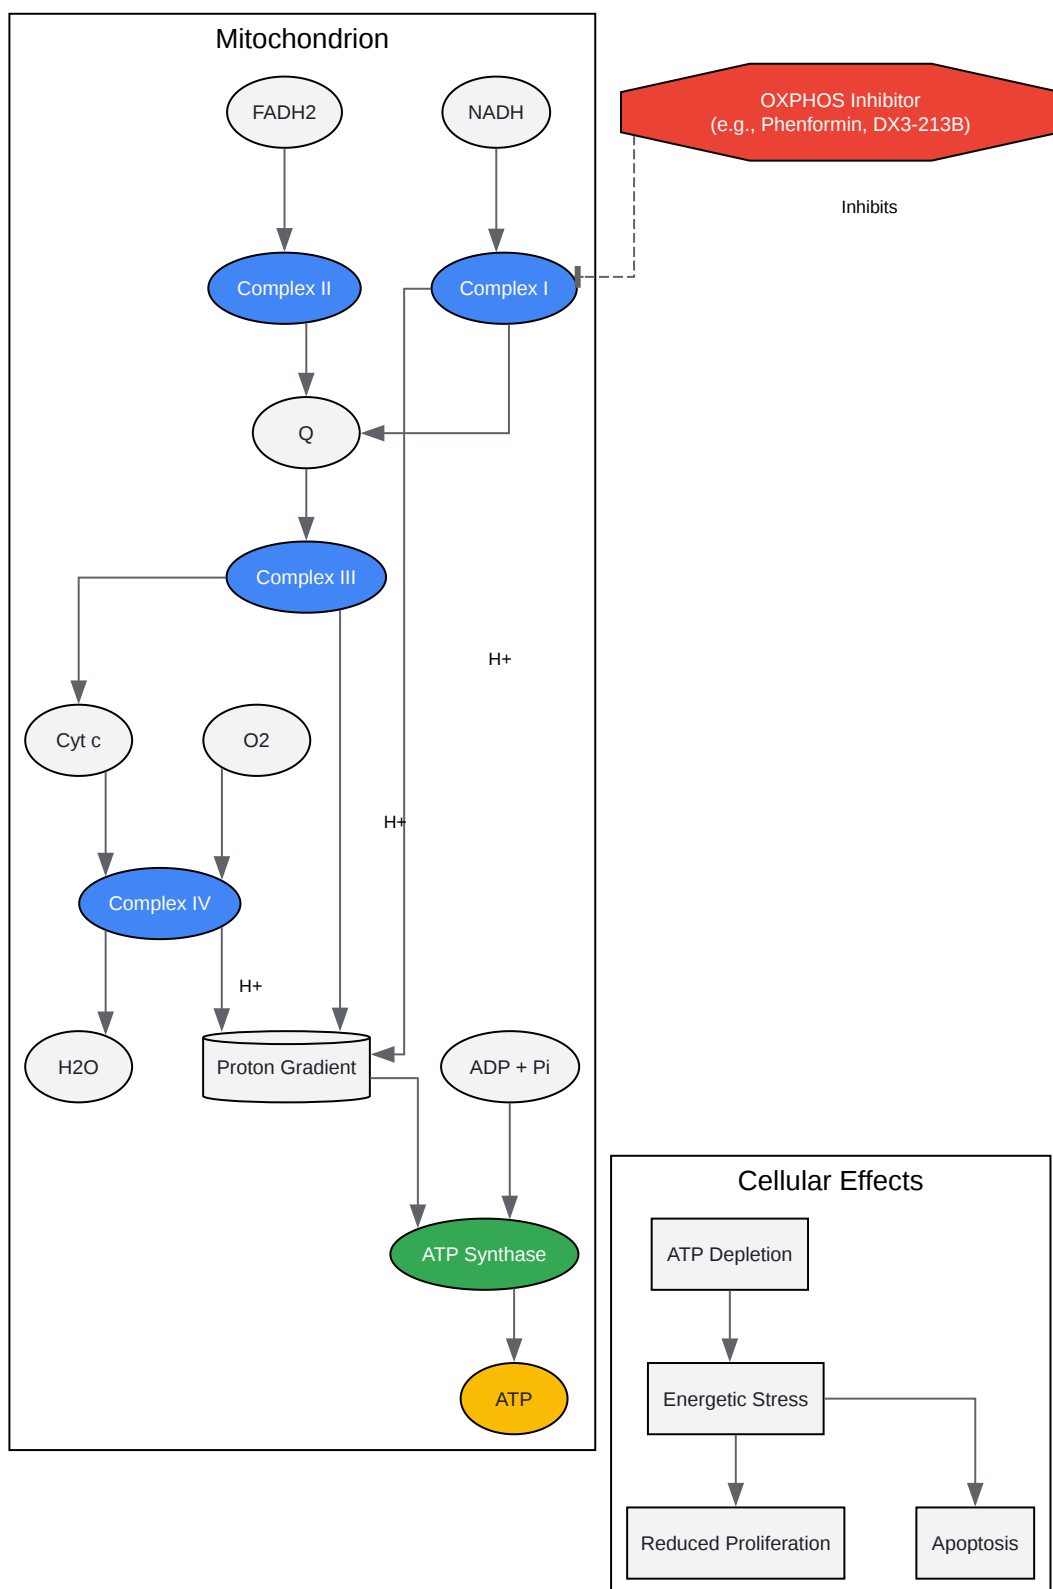 Mitochondrion
FADH2
NADH
OXPHOS Inhibitor
(e.g., Phenformin, DX3-213B)
Inhibits
Complex II
Complex I
Q
Complex III
H+
Cyt c
O2
H+
Complex IV
H+
H2O
Proton Gradient
ADP + Pi
Cellular Effects
ATP Synthase
ATP Depletion
ATP
Energetic Stress
Reduced Proliferation
Apoptosis